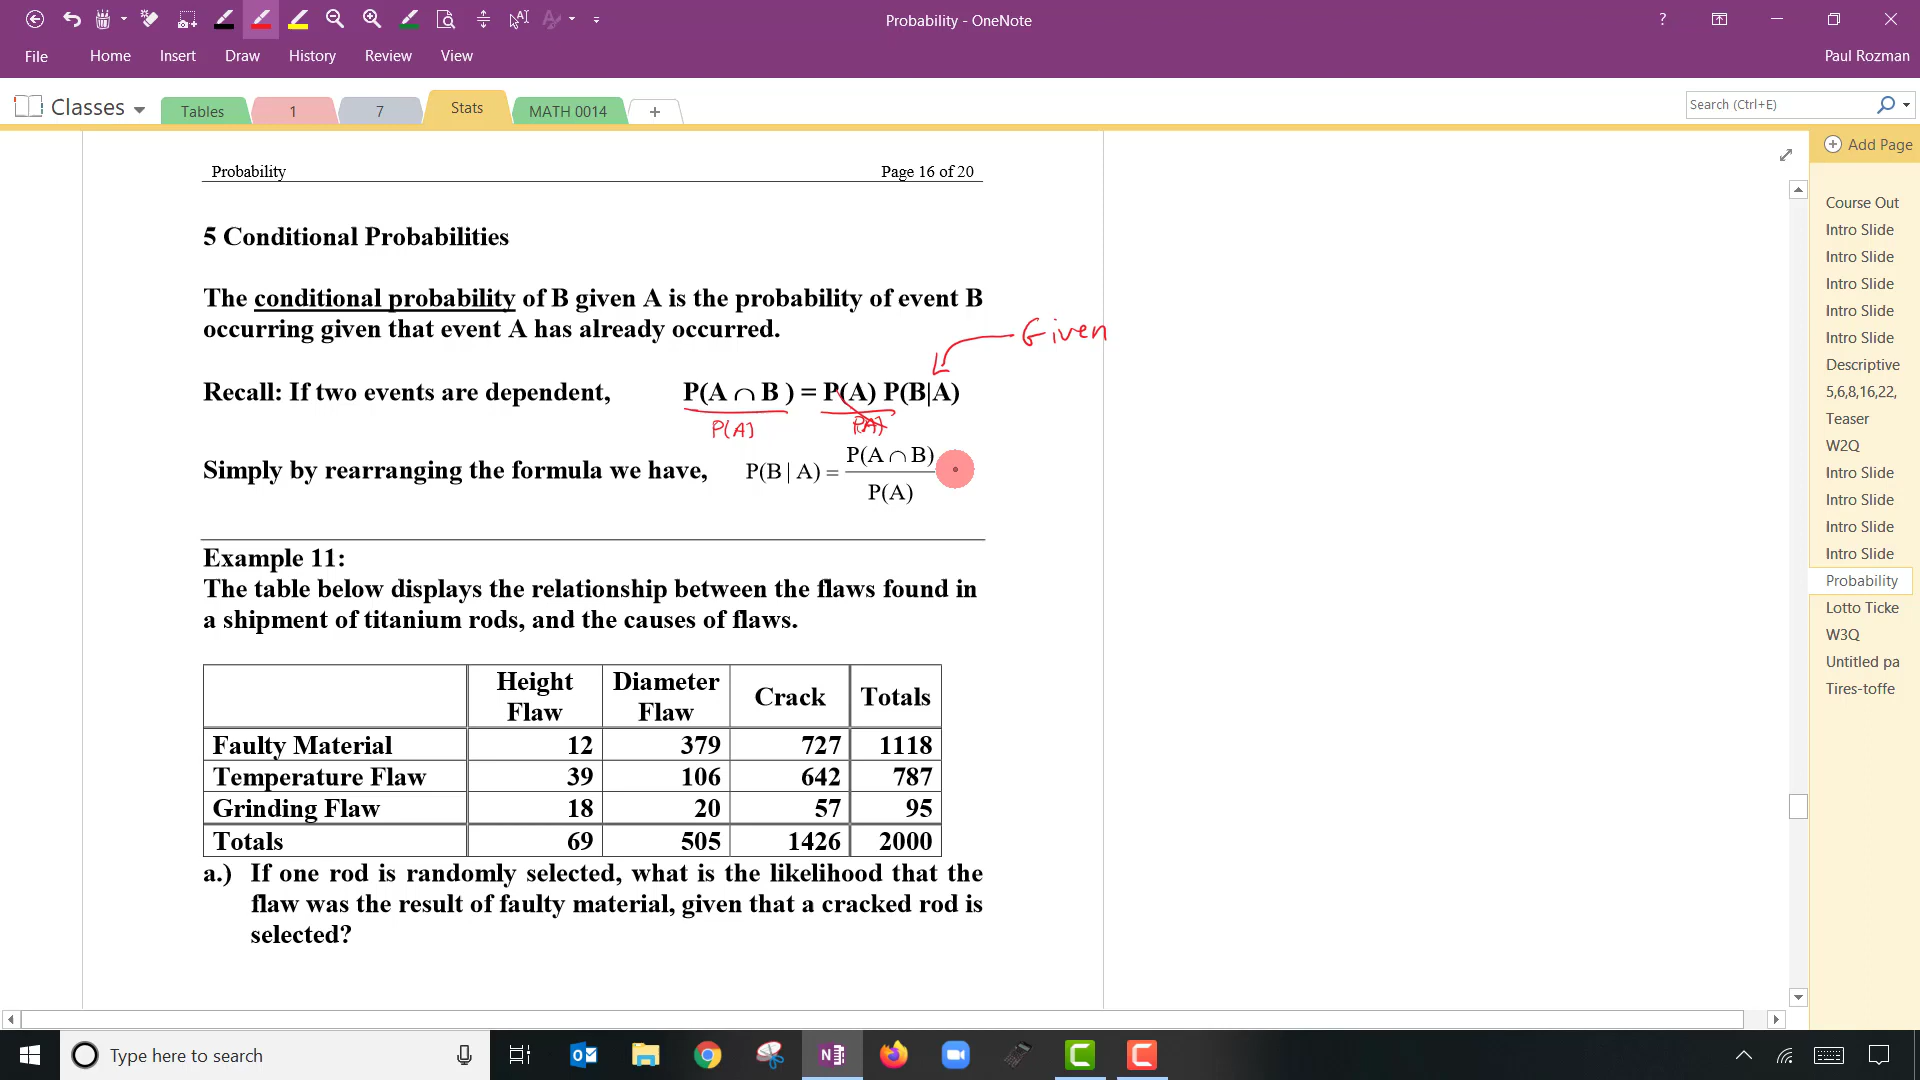 Probability - OneNote
?
File
Home
Insert
Draw
History
Review
View
Paul Rozman
Classes
Tables
1
7
Stats
MATH 0014
+
Search (Ctrl+E)
Add Page
Probability
Page 16 of 20
5 Conditional Probabilities
The conditional probability of B given A is the probability of event B
occurring given that event A has already occurred.
Given
Recall: If two events are dependent, P(A ∩ B ) = P(A) P(B|A)
P(A) P(A)
Simply by rearranging the formula we have, P(B | A) = P(A ∩ B)
P(A)
Example 11:
The table below displays the relationship between the flaws found in
a shipment of titanium rods, and the causes of flaws.
Height Flaw Diameter Flaw Crack Totals
Faulty Material 12 379 727 1118
Temperature Flaw 39 106 642 787
Grinding Flaw 18 20 57 95
Totals 69 505 1426 2000
a.) If one rod is randomly selected, what is the likelihood that the
flaw was the result of faulty material, given that a cracked rod is
selected?
Course Out
Intro Slide
Intro Slide
Intro Slide
Intro Slide
Intro Slide
Descriptive
5,6,8,16,22,
Teaser
W2Q
Intro Slide
Intro Slide
Intro Slide
Intro Slide
Probability
Lotto Ticke
W3Q
Untitled pa
Tires-toffe
Type here to search